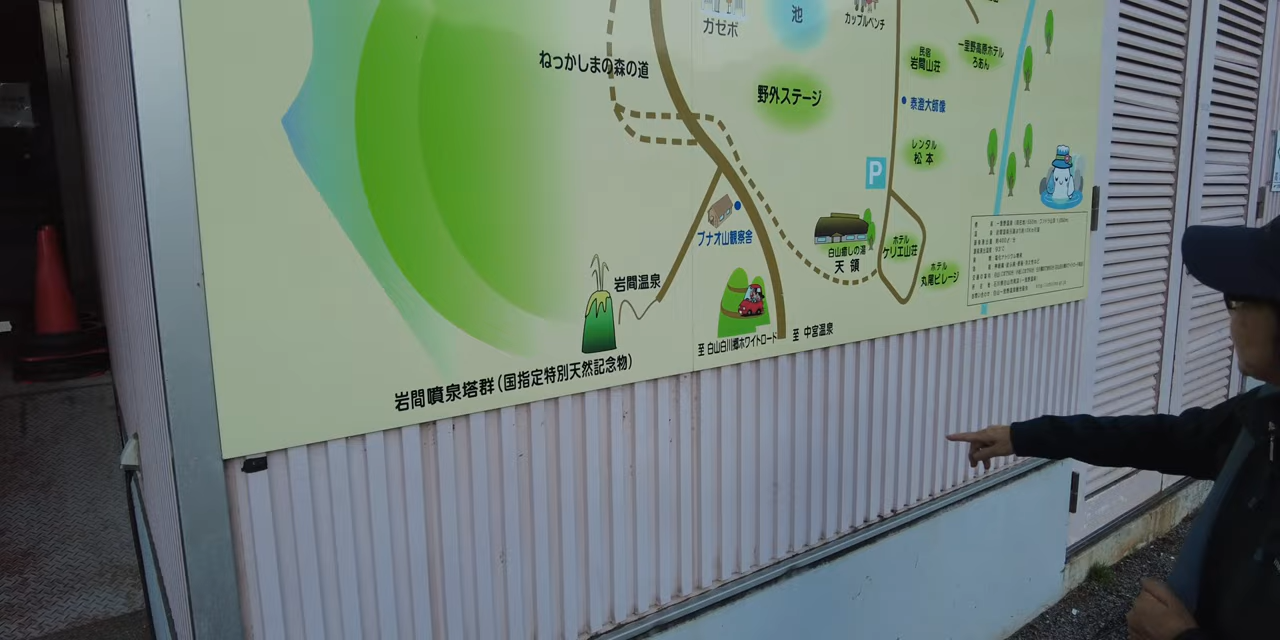 ガゼボ
池
カップルベンチ
ねっかしまの森の道
野外ステージ
民宿
岩間山荘
一里野高原ホテル
ろあん
泰澄大師像
レンタル
松本
P
ブナオ山観察舎
白山癒しの湯
天領
ホテル
ケリエ山荘
ホテル
丸尾ビレージ
岩間温泉
至 白山白川郷ホワイトロード
至 中宮温泉
岩間噴泉塔群(国指定特別天然記念物)